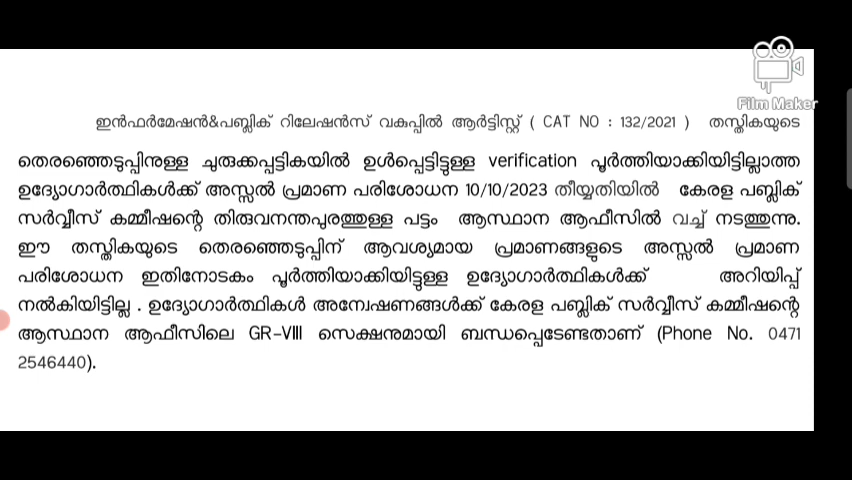 Film Maker
ഇൻഫർമേഷൻ&പബ്ലിക് റിലേഷൻസ് വകുപ്പിൽ ആർട്ടിസ്റ്റ് ( CAT NO : 132/2021 ) തസ്തികയുടെ
തെരഞ്ഞെടുപ്പിനുള്ള ചുരുക്കപ്പട്ടികയിൽ ഉൾപ്പെട്ടിട്ടുള്ള verification പൂർത്തിയാക്കിയിട്ടില്ലാത്ത
ഉദ്യോഗാർത്ഥികൾക്ക് അസ്സൽ പ്രമാണ പരിശോധന 10/10/2023 തീയ്യതിയിൽ കേരള പബ്ലിക്
സർവ്വീസ് കമ്മീഷന്റെ തിരുവനന്തപുരത്തുള്ള പട്ടം ആസ്ഥാന ആഫീസിൽ വച്ച് നടത്തുന്നു.
ഈ തസ്തികയുടെ തെരഞ്ഞെടുപ്പിന് ആവശ്യമായ പ്രമാണങ്ങളുടെ അസ്സൽ പ്രമാണ
പരിശോധന ഇതിനോടകം പൂർത്തിയാക്കിയിട്ടുള്ള ഉദ്യോഗാർത്ഥികൾക്ക് അറിയിപ്പ്
നൽകിയിട്ടില്ല . ഉദ്യോഗാർത്ഥികൾ അന്വേഷണങ്ങൾക്ക് കേരള പബ്ലിക് സർവ്വീസ് കമ്മീഷന്റെ
ആസ്ഥാന ആഫീസിലെ GR-VIII സെക്ഷനുമായി ബന്ധപ്പെടേണ്ടതാണ് (Phone No. 0471
2546440).